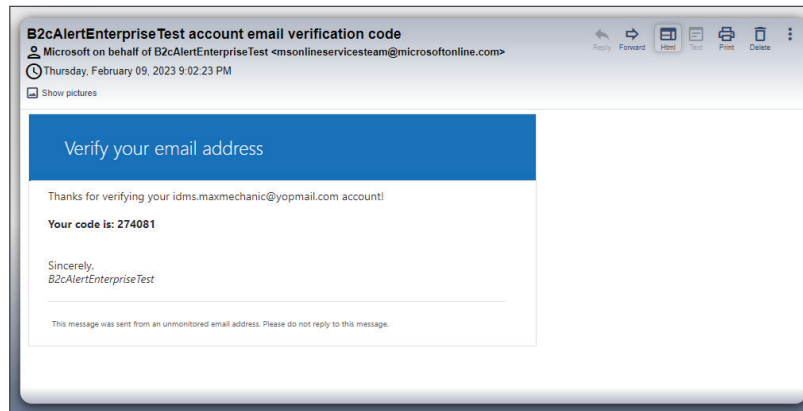 B2cAlertEnterpriseTest account email verification code
Microsoft on behalf of B2cAlertEnterpriseTest <msonlineservicesteam@microsoftonline.com>
Thursday, February 09, 2023 9:02:23 PM
Reply Forward Html Text Print Delete
Show pictures
Verify your email address
Thanks for verifying your idms.maxmechanic@yopmail.com account!
Your code is: 274081
Sincerely,
B2cAlertEnterpriseTest
This message was sent from an unmonitored email address. Please do not reply to this message.